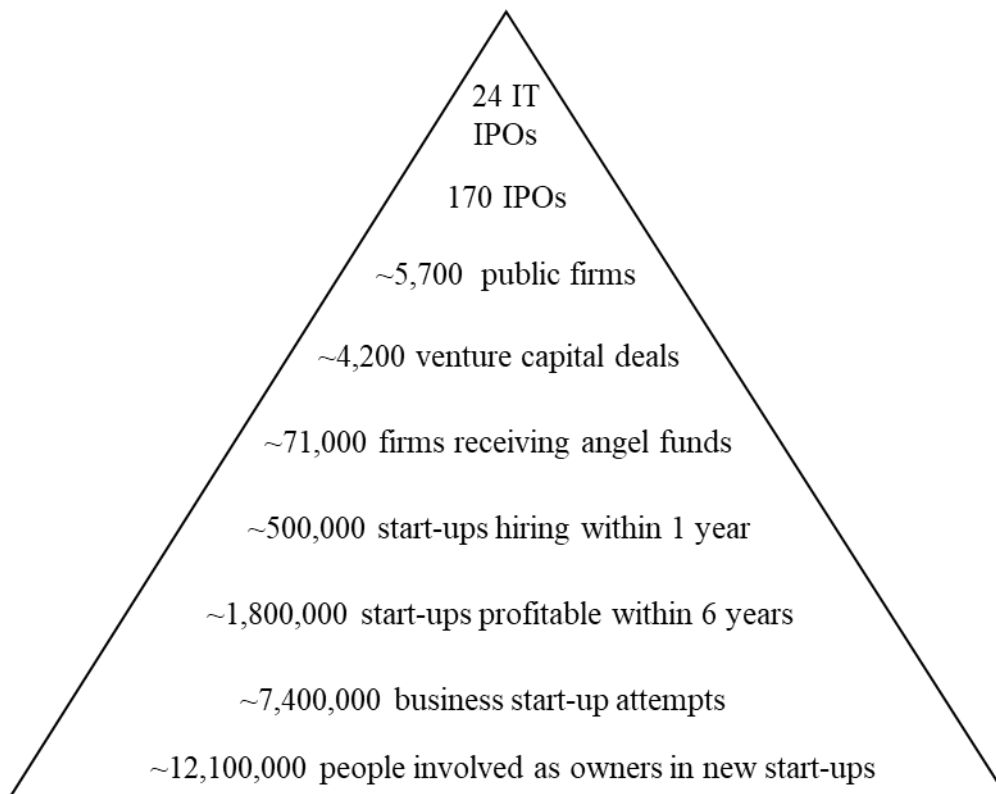 24 IT
IPOs
170 IPOs
~5,700 public firms
~4,200 venture capital deals
~71,000 firms receiving angel funds
~500,000 start-ups hiring within 1 year
~1,800,000 start-ups profitable within 6 years
~7,400,000 business start-up attempts
~12,100,000 people involved as owners in new start-ups